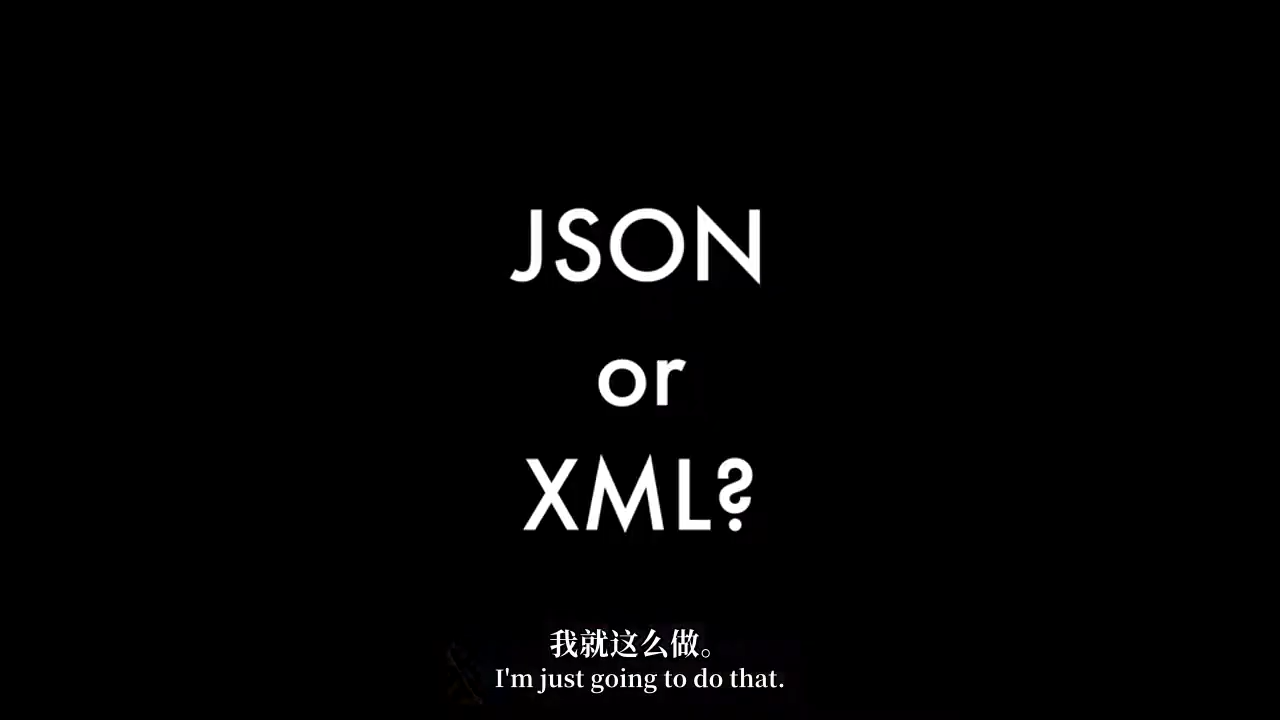 JSON
or
XML?
我就这么做。
I'm just going to do that.